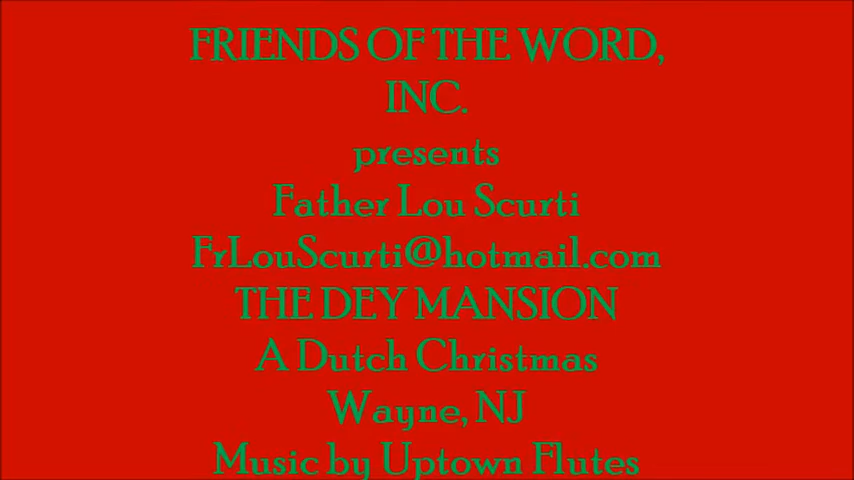 FRIENDS OF THE WORD,
INC.
presents
Father Lou Scurti
FrLouScurti@hotmail.com
THE DEY MANSION
A Dutch Christmas
Wayne, NJ
Music by Uptown Flutes